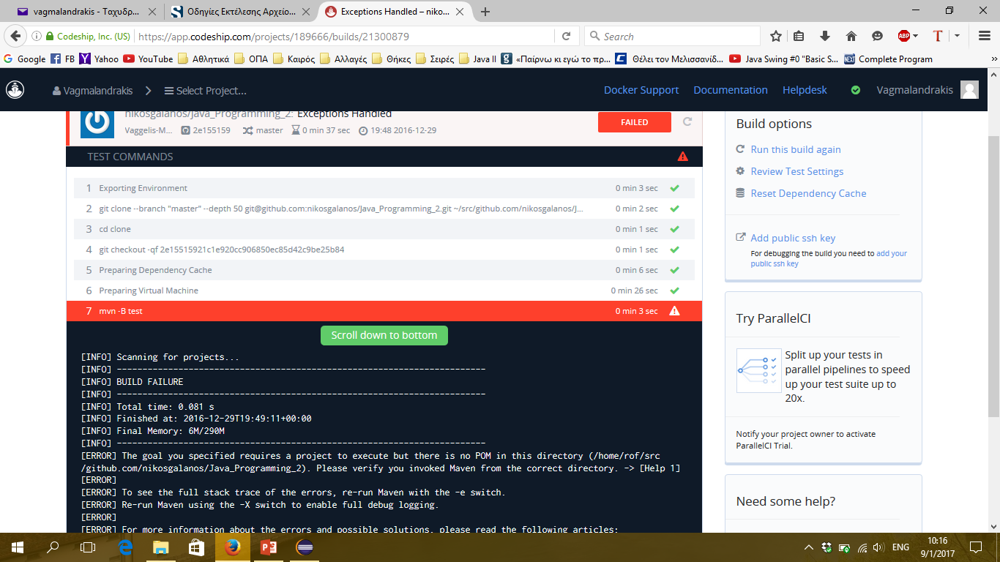 vagmalandrakis - Ταχυδρ...
Οδηγίες Εκτέλεσης Αρχείο...
Exceptions Handled – niko...
Codeship, Inc. (US)
https://app.codeship.com/projects/189666/builds/21300879
Search
ABP
T
Google
FB
Yahoo
YouTube
Αθλητικά
ΟΠΑ
Καιρός
Αλλαγές
Θήκες
Σειρές
Java II
«Παίρνω κι εγώ το πρ...
Θέλει τον Μελισσανίδ...
Java Swing #0 "Basic S...
Complete Program
Vagmalandrakis
Select Project...
Docker Support
Documentation
Helpdesk
Vagmalandrakis
nikosgalanos/Java_Programming_2: Exceptions Handled
Vaggelis-M...
2e155159
master
0 min 37 sec
19:48 2016-12-29
FAILED
TEST COMMANDS
1 Exporting Environment 0 min 3 sec
2 git clone --branch "master" --depth 50 git@github.com:nikosgalanos/Java_Programming_2.git ~/src/github.com/nikosgalanos/J... 0 min 2 sec
3 cd clone 0 min 1 sec
4 git checkout -qf 2e15515921c1e920cc906850ec85d42c9be25b84 0 min 1 sec
5 Preparing Dependency Cache 0 min 6 sec
6 Preparing Virtual Machine 0 min 26 sec
7 mvn -B test 0 min 3 sec
Scroll down to bottom
[INFO] Scanning for projects...
[INFO] ------------------------------------------------------------------------
[INFO] BUILD FAILURE
[INFO] ------------------------------------------------------------------------
[INFO] Total time: 0.081 s
[INFO] Finished at: 2016-12-29T19:49:11+00:00
[INFO] Final Memory: 6M/290M
[INFO] ------------------------------------------------------------------------
[ERROR] The goal you specified requires a project to execute but there is no POM in this directory (/home/rof/src
/github.com/nikosgalanos/Java_Programming_2). Please verify you invoked Maven from the correct directory. -> [Help 1]
[ERROR]
[ERROR] To see the full stack trace of the errors, re-run Maven with the -e switch.
[ERROR] Re-run Maven using the -X switch to enable full debug logging.
[ERROR]
[ERROR] For more information about the errors and possible solutions, please read the following articles:
Build options
Run this build again
Review Test Settings
Reset Dependency Cache
Add public ssh key
For debugging the build you need to add your
public ssh key
Try ParallelCI
Split up your tests in
parallel pipelines to speed
up your test suite up to
20x.
Notify your project owner to activate
ParallelCI Trial.
Need some help?
ENG
10:16
9/1/2017